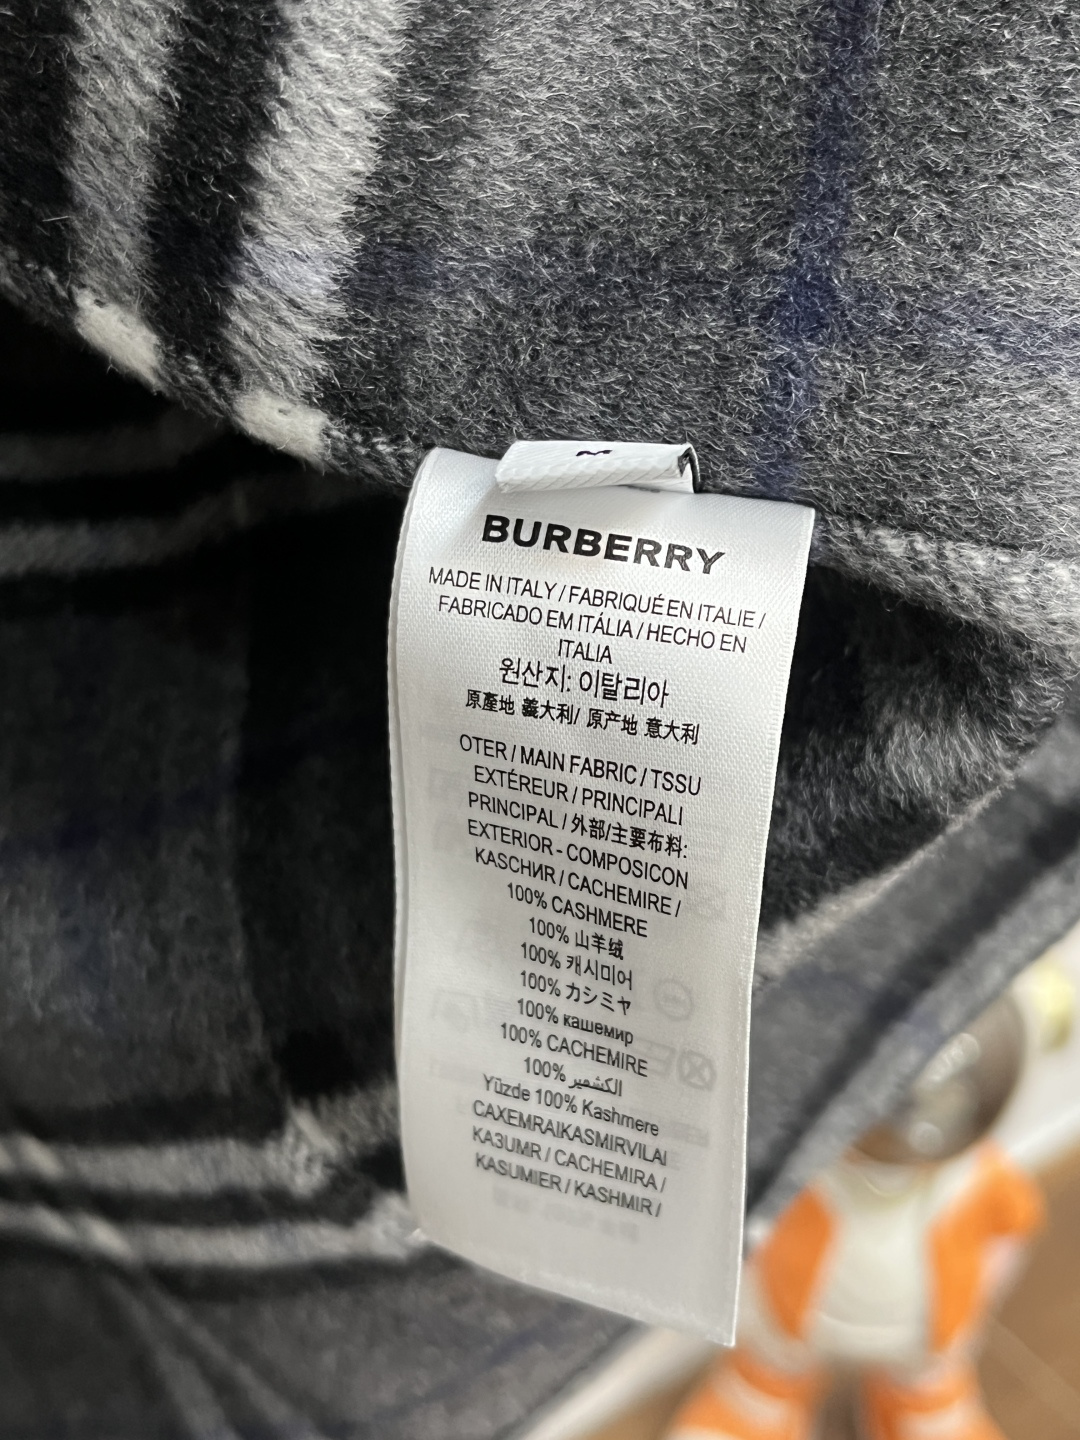 M
BURBERRY
MADE IN ITALY / FABRIQUÉ EN ITALIE /
FABRICADO EM ITÁLIA / HECHO EN
ITALIA
원산지: 이탈리아
原產地 義大利/ 原产地 意大利
OTER / MAIN FABRIC / TSSU
EXTÉREUR / PRINCIPALI
PRINCIPAL / 外部/主要布料:
EXTERIOR - COMPOSICON
KASCHИR / CACHEMIRE /
100% CASHMERE
100% 山羊绒
100% 캐시미어
100% カシミヤ
100% кашемир
100% CACHEMIRE
100% الكشمير
Yüzde 100% Kashmere
CAXEMRAIKASMIRVILAI
KAЗUMR / CACHEMIRA /
KASUMIER / KASHMIR /